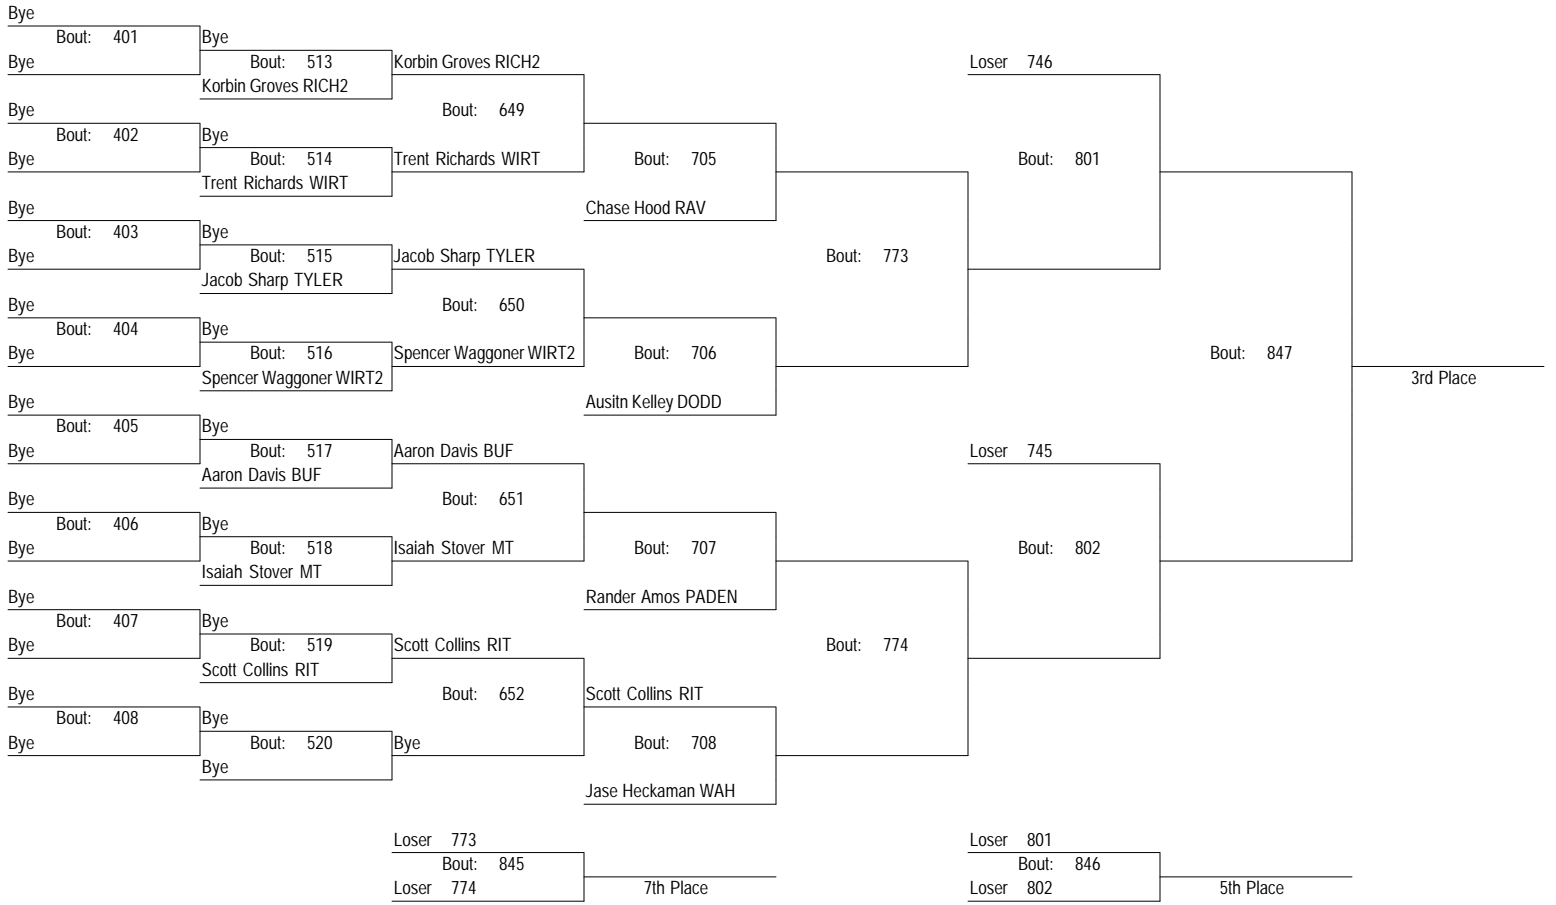 Bye
Bout: 401 Bye
Bye Bout: 513 Korbin Groves RICH2 Loser 746
Korbin Groves RICH2
Bye Bout: 649
Bout: 402 Bye
Bye Bout: 514 Trent Richards WIRT Bout: 705 Bout: 801
Trent Richards WIRT
Bye Chase Hood RAV
Bout: 403 Bye
Bye Bout: 515 Jacob Sharp TYLER Bout: 773
Jacob Sharp TYLER
Bye Bout: 650
Bout: 404 Bye
Bye Bout: 516 Spencer Waggoner WIRT2 Bout: 706 Bout: 847
Spencer Waggoner WIRT2 3rd Place
Bye Ausitn Kelley DODD
Bout: 405 Bye
Bye Bout: 517 Aaron Davis BUF Loser 745
Aaron Davis BUF
Bye Bout: 651
Bout: 406 Bye
Bye Bout: 518 Isaiah Stover MT Bout: 707 Bout: 802
Isaiah Stover MT
Bye Rander Amos PADEN
Bout: 407 Bye
Bye Bout: 519 Scott Collins RIT Bout: 774
Scott Collins RIT
Bye Bout: 652 Scott Collins RIT
Bout: 408 Bye
Bye Bout: 520 Bye Bout: 708
Bye
Jase Heckaman WAH
Loser 773 Loser 801
Bout: 845 Bout: 846
Loser 774 7th Place Loser 802 5th Place